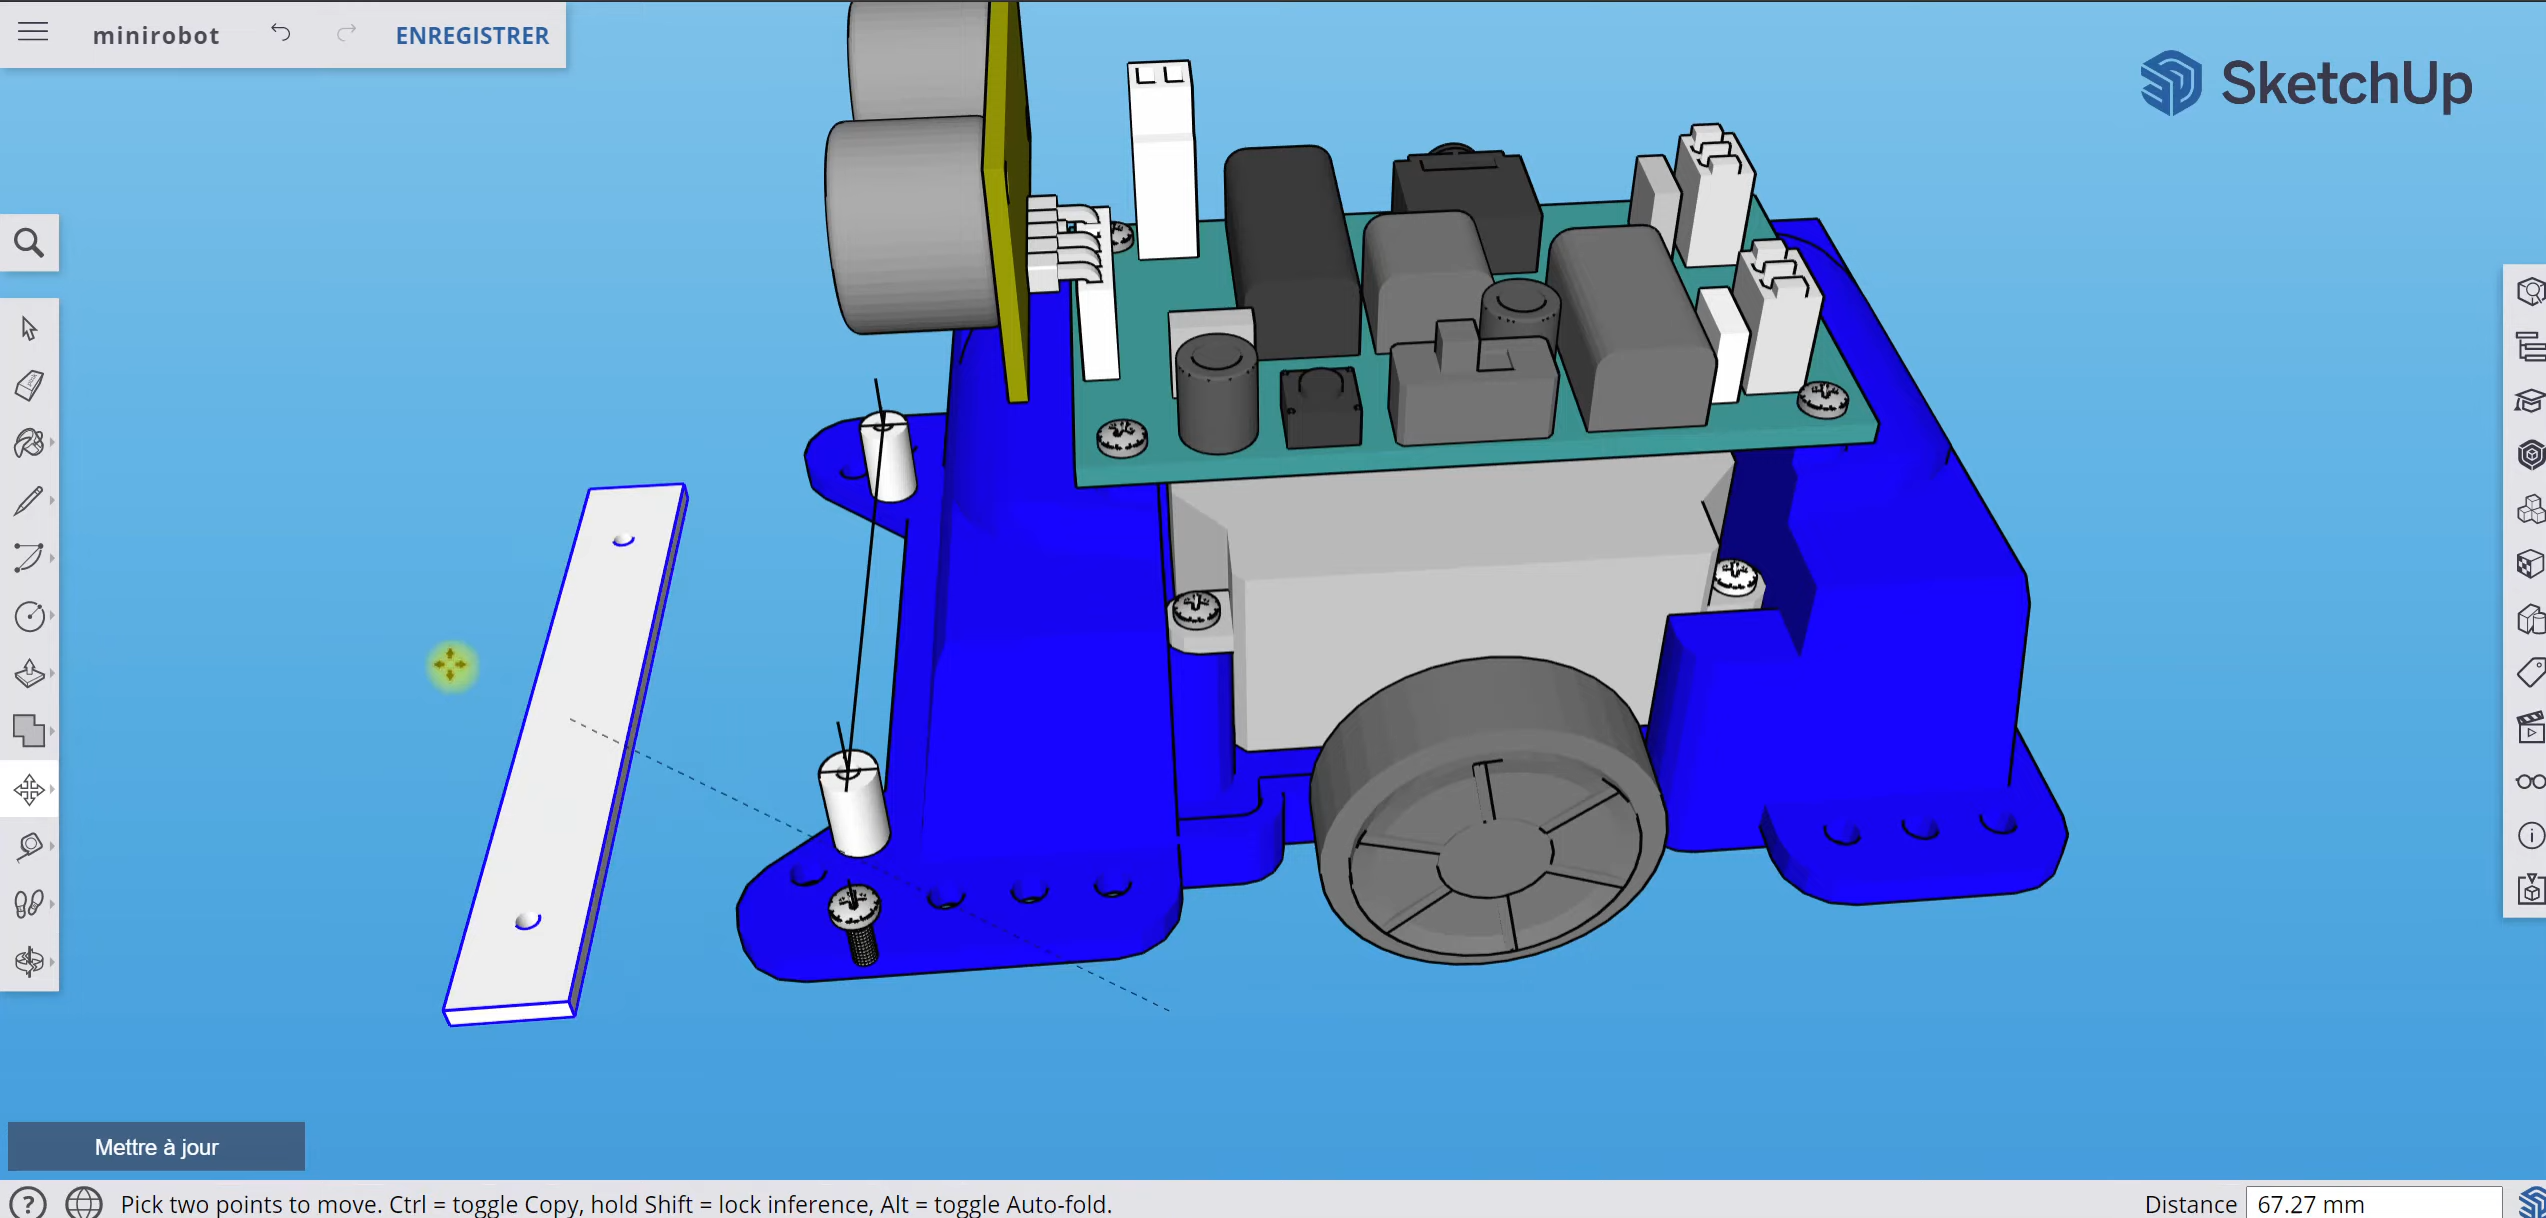 minirobot
ENREGISTRER
SketchUp
Mettre à jour
Pick two points to move. Ctrl = toggle Copy, hold Shift = lock inference, Alt = toggle Auto-fold.
Distance
67.27 mm